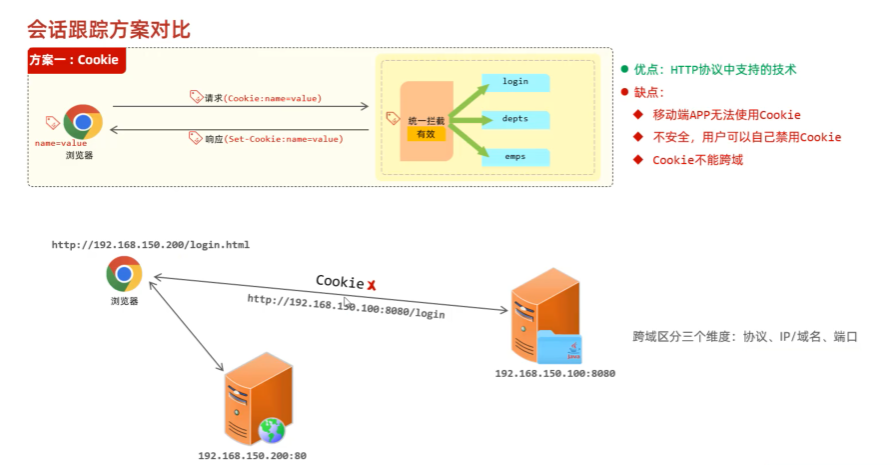 会话跟踪方案对比
方案一：Cookie
请求(Cookie:name=value)
响应(Set-Cookie:name=value)
name=value
浏览器
统一拦截
有效
login
depts
emps
优点：HTTP协议中支持的技术
缺点：
移动端APP无法使用Cookie
不安全，用户可以自己禁用Cookie
Cookie不能跨域
http://192.168.150.200/login.html
浏览器
Cookie
http://192.168.150.100:8080/login
192.168.150.100:8080
192.168.150.200:80
跨域区分三个维度：协议、IP/域名、端口